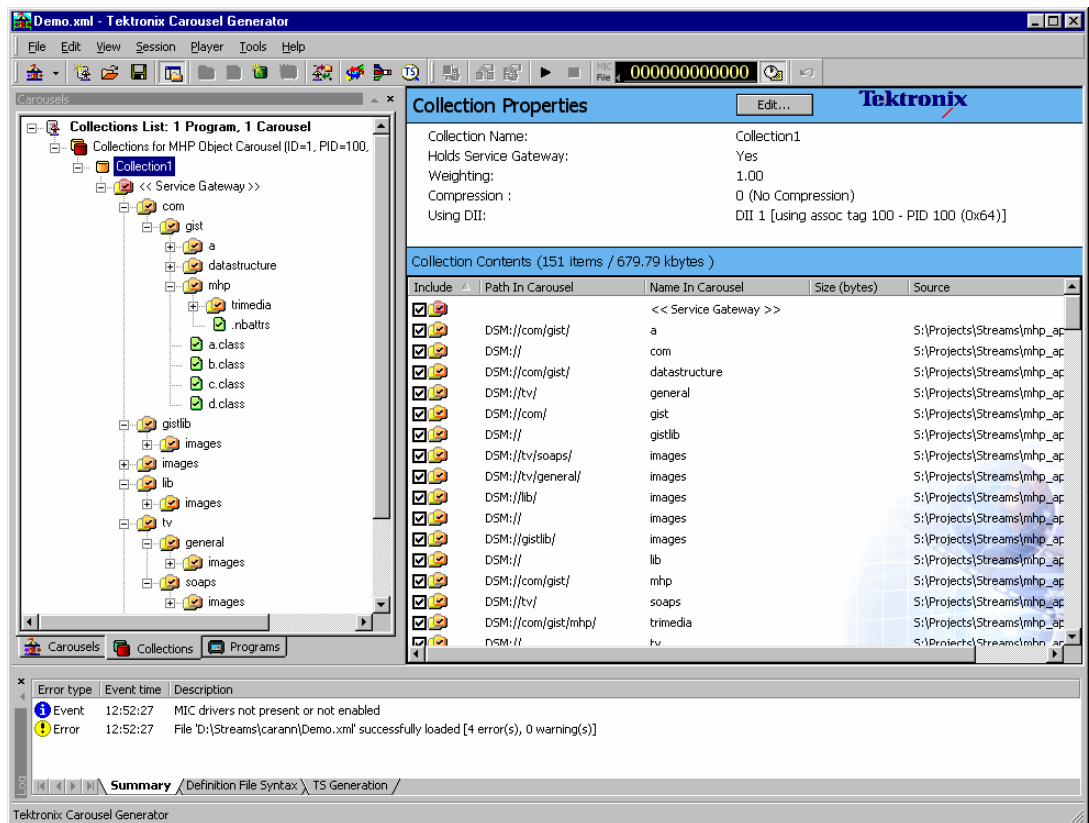 Demo.xml - Tektronix Carousel Generator
File Edit View Session Player Tools Help
MIC
File
000000000000
TS
Carousels
Collections List: 1 Program, 1 Carousel
Collections for MHP Object Carousel (ID=1, PID=100,
Collection1
<< Service Gateway >>
com
gist
a
datastructure
mhp
trimedia
.nbattrs
a.class
b.class
c.class
d.class
gistlib
images
images
lib
images
tv
general
images
soaps
images
Carousels Collections Programs
Collection Properties Edit... Tektronix
Collection Name: Collection1
Holds Service Gateway: Yes
Weighting: 1.00
Compression : 0 (No Compression)
Using DII: DII 1 [using assoc tag 100 - PID 100 (0x64)]
Collection Contents (151 items / 679.79 kbytes )
Include Path In Carousel Name In Carousel Size (bytes) Source
<< Service Gateway >>
DSM://com/gist/ a S:\Projects\Streams\mhp_ap
DSM:// com S:\Projects\Streams\mhp_ap
DSM://com/gist/ datastructure S:\Projects\Streams\mhp_ap
DSM://tv/ general S:\Projects\Streams\mhp_ap
DSM://com/ gist S:\Projects\Streams\mhp_ap
DSM:// gistlib S:\Projects\Streams\mhp_ap
DSM://tv/soaps/ images S:\Projects\Streams\mhp_ap
DSM://tv/general/ images S:\Projects\Streams\mhp_ap
DSM://lib/ images S:\Projects\Streams\mhp_ap
DSM:// images S:\Projects\Streams\mhp_ap
DSM://gistlib/ images S:\Projects\Streams\mhp_ap
DSM:// lib S:\Projects\Streams\mhp_ap
DSM://com/gist/ mhp S:\Projects\Streams\mhp_ap
DSM://tv/ soaps S:\Projects\Streams\mhp_ap
DSM://com/gist/mhp/ trimedia S:\Projects\Streams\mhp_ap
DSM:// tv S:\Projects\Streams\mhp_ap
Error type Event time Description
Event 12:52:27 MIC drivers not present or not enabled
Error 12:52:27 File 'D:\Streams\carann\Demo.xml' successfully loaded [4 error(s), 0 warning(s)]
Log
Summary Definition File Syntax TS Generation
Tektronix Carousel Generator